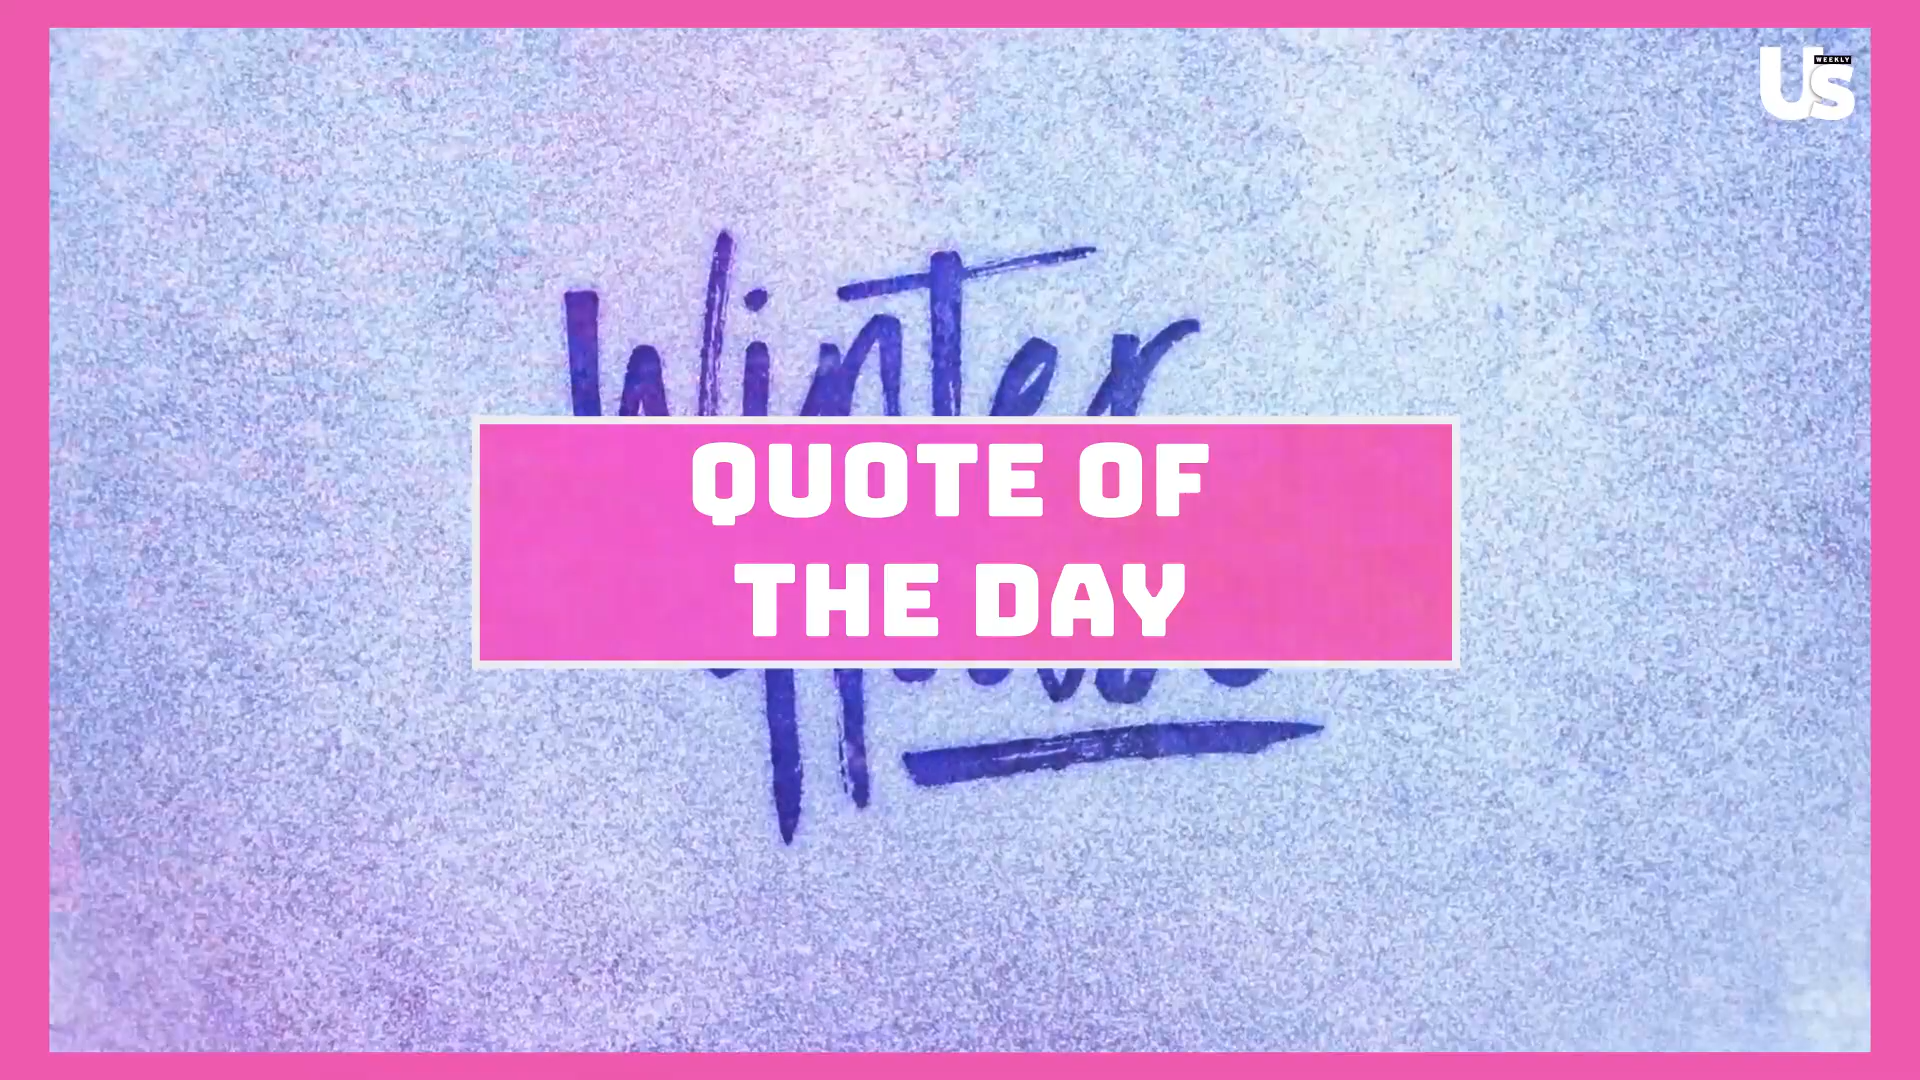 Us
WEEKLY
Winter
QUOTE OF
THE DAY